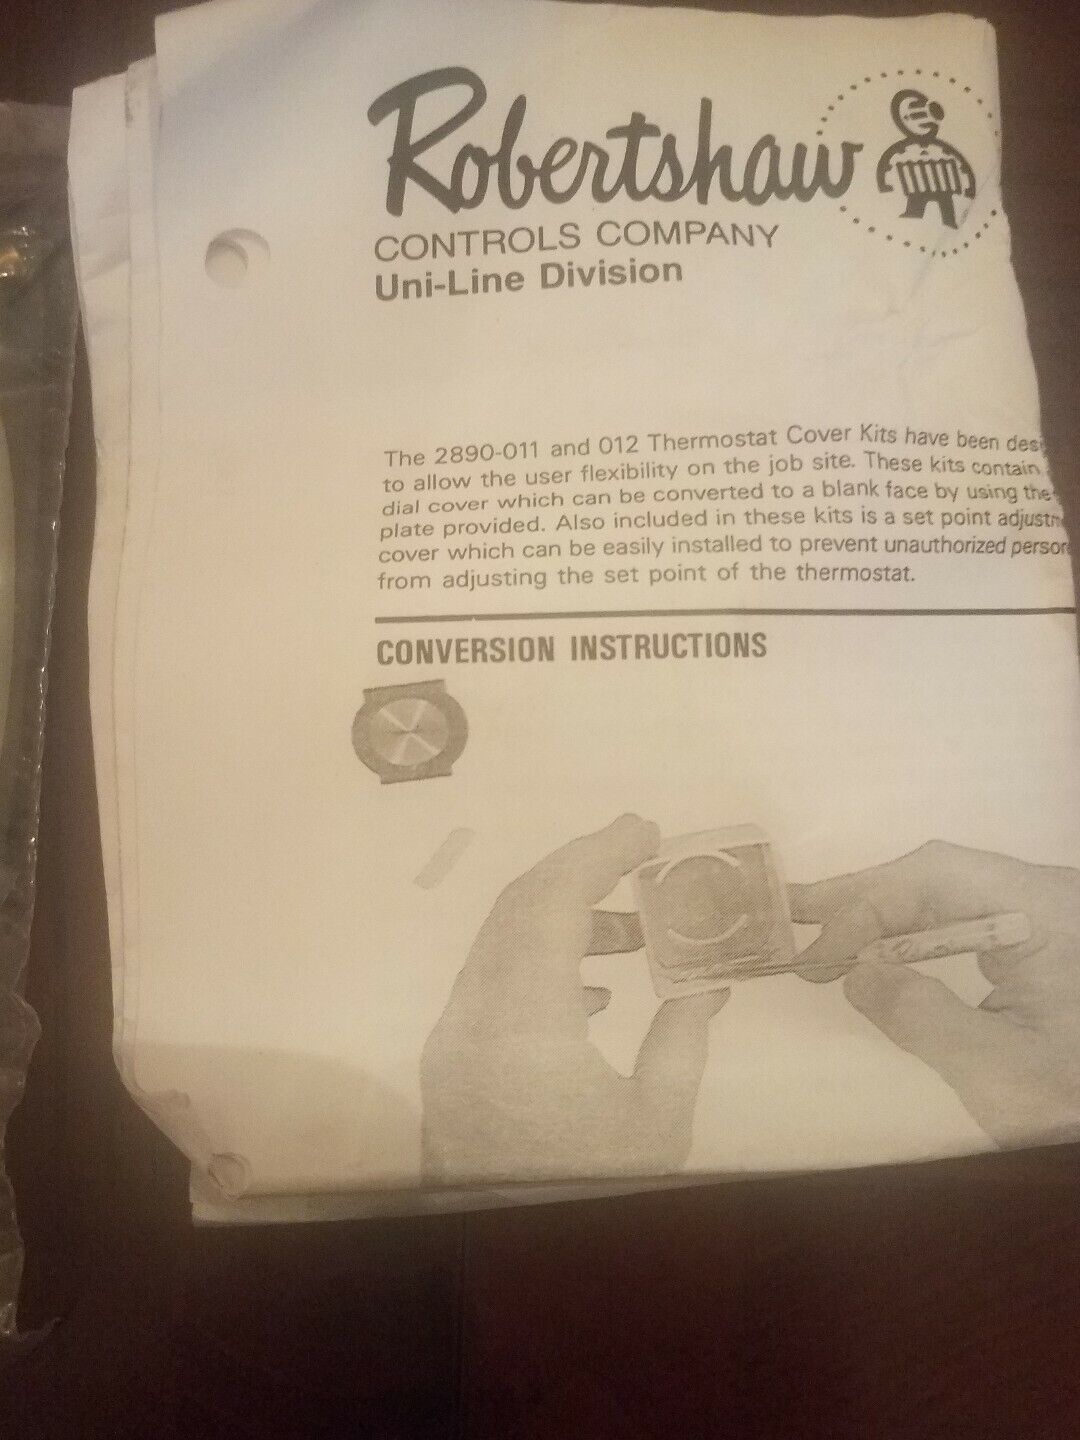 Robertshaw
CONTROLS COMPANY
Uni-Line Division
The 2890-011 and 012 Thermostat Cover Kits have been des
to allow the user flexibility on the job site. These kits contain
dial cover which can be converted to a blank face by using the
plate provided. Also included in these kits is a set point adjustm
cover which can be easily installed to prevent unauthorized person
from adjusting the set point of the thermostat.
CONVERSION INSTRUCTIONS